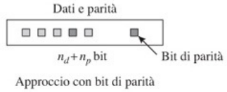 Dati e parità
n_d+n_p bit
Bit di parità
Approccio con bit di parità